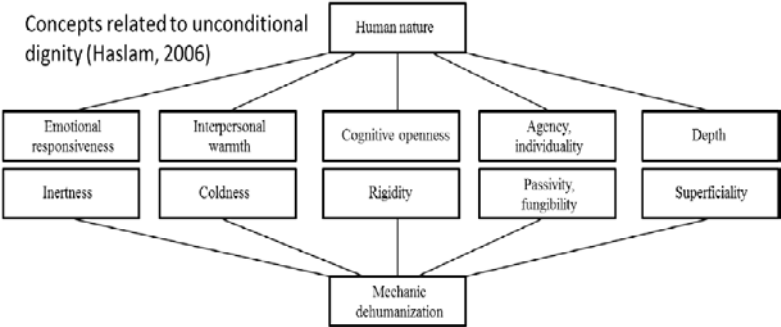 Concepts related to unconditional
dignity (Haslam, 2006)
Human nature
Emotional
responsiveness
Interpersonal
warmth
Cognitive openness
Agency,
individuality
Depth
Inertness
Coldness
Rigidity
Passivity,
fungibility
Superficiality
Mechanic
dehumanization